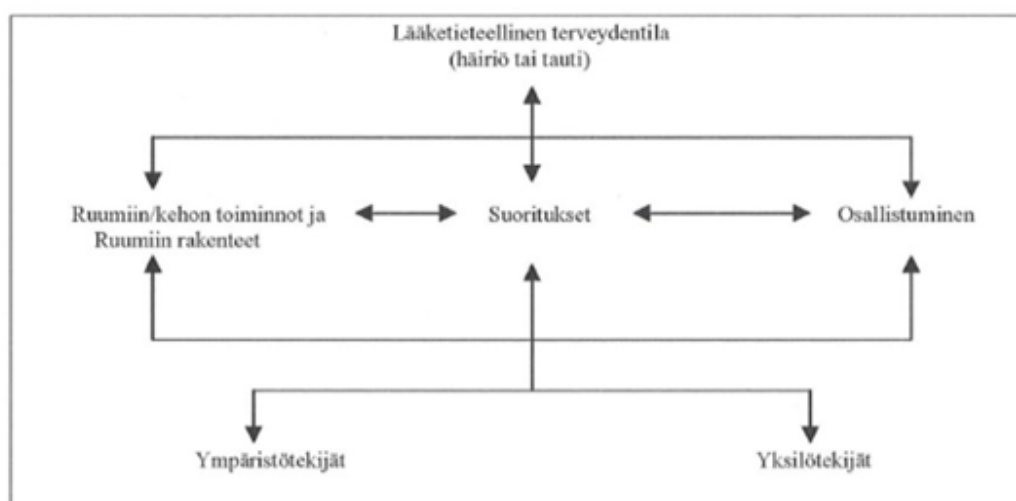 Lääketieteellinen terveydentila
(häiriö tai tauti)
Ruumiin/kehon toiminnot ja
Ruumiin rakenteet
Suoritukset
Osallistuminen
Ympäristötekijät
Yksilötekijät